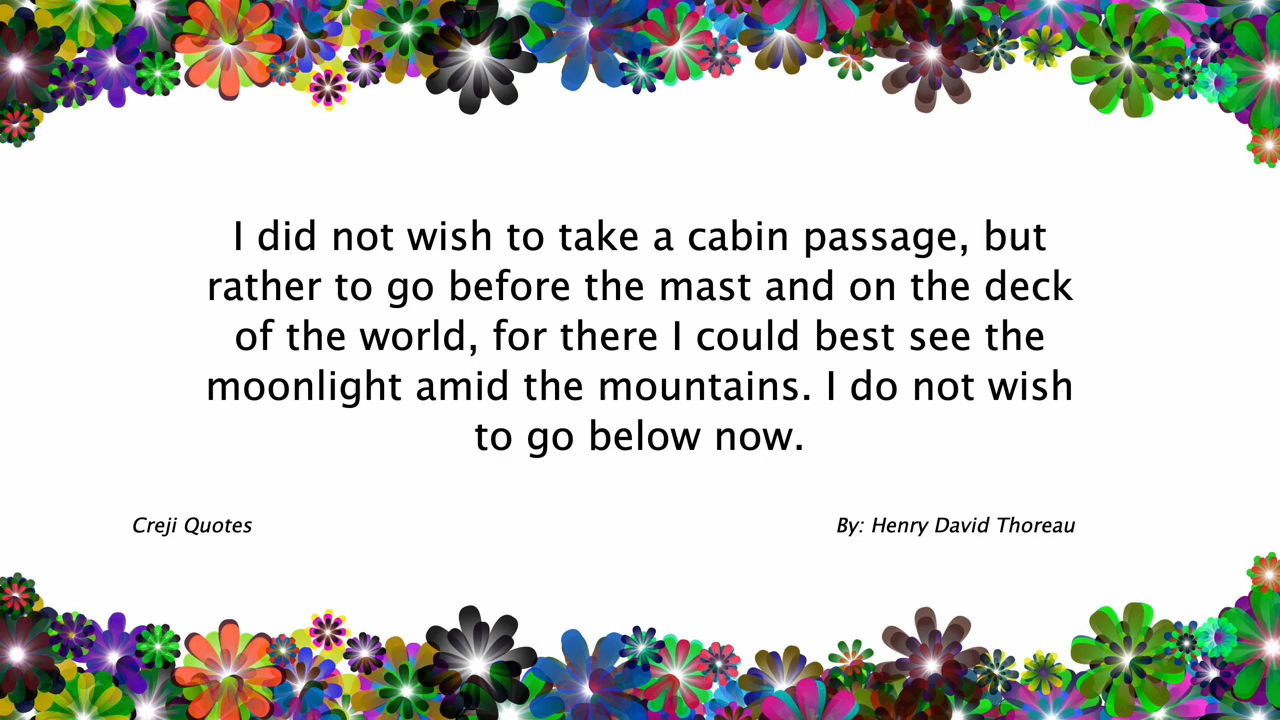 I did not wish to take a cabin passage, but
rather to go before the mast and on the deck
of the world, for there I could best see the
moonlight amid the mountains. I do not wish
to go below now.
Creji Quotes
By: Henry David Thoreau